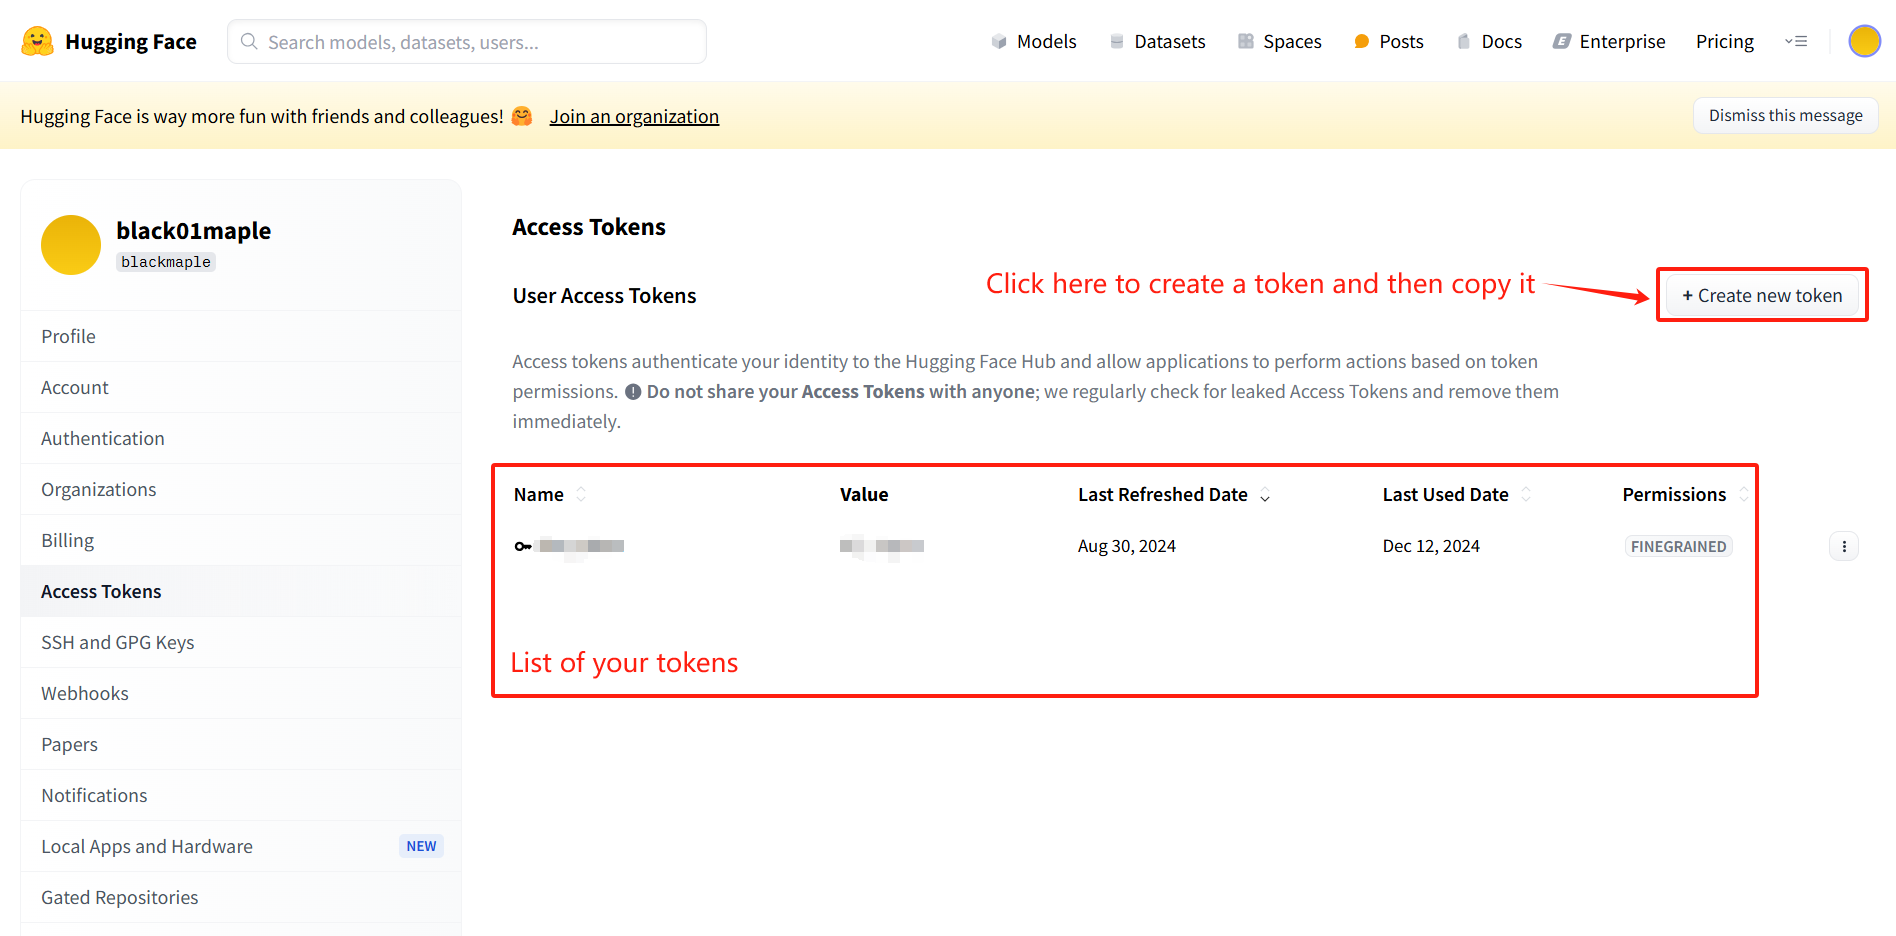 Hugging Face
Search models, datasets, users...
Models
Datasets
Spaces
Posts
Docs
Enterprise
Pricing
Hugging Face is way more fun with friends and colleagues! 🤗 Join an organization
Dismiss this message
black01maple
blackmaple
Profile
Account
Authentication
Organizations
Billing
Access Tokens
SSH and GPG Keys
Webhooks
Papers
Notifications
Local Apps and Hardware NEW
Gated Repositories
Access Tokens
User Access Tokens
Click here to create a token and then copy it
+ Create new token
Access tokens authenticate your identity to the Hugging Face Hub and allow applications to perform actions based on token
permissions. Do not share your Access Tokens with anyone; we regularly check for leaked Access Tokens and remove them
immediately.
Name Value Last Refreshed Date Last Used Date Permissions
Aug 30, 2024 Dec 12, 2024 FINEGRAINED
List of your tokens